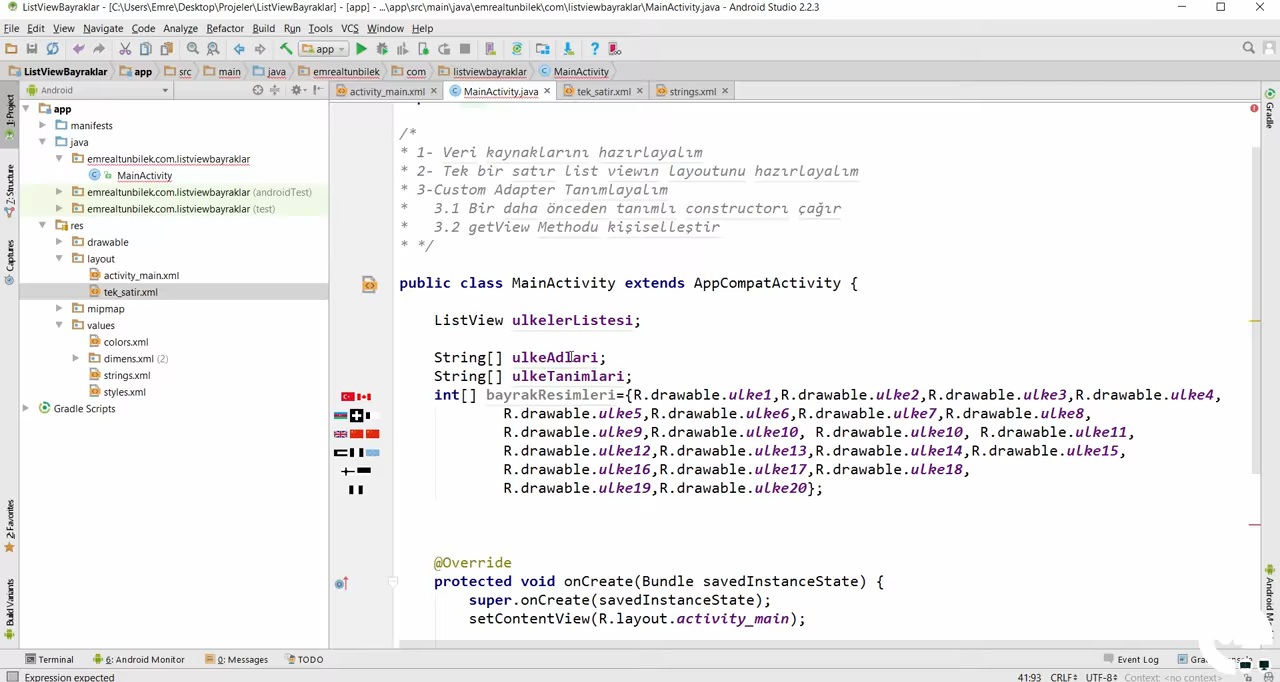 ListViewBayraklar - [C:\Users\Emre\Desktop\Projeler\ListViewBayraklar] - [app] - ...\app\src\main\java\emrealtunbilek\com\listviewbayraklar\MainActivity.java - Android Studio 2.2.3
File Edit View Navigate Code Analyze Refactor Build Run Tools VCS Window Help
app
ListViewBayraklar app src main java emrealtunbilek com listviewbayraklar MainActivity
Android
activity_main.xml MainActivity.java tek_satir.xml strings.xml
1: Project
Z: Structure
Captures
2: Favorites
Build Variants
app
manifests
java
emrealtunbilek.com.listviewbayraklar
MainActivity
emrealtunbilek.com.listviewbayraklar (androidTest)
emrealtunbilek.com.listviewbayraklar (test)
res
drawable
layout
activity_main.xml
tek_satir.xml
mipmap
values
colors.xml
dimens.xml (2)
strings.xml
styles.xml
Gradle Scripts
/*
* 1- Veri kaynaklarını hazırlayalım
* 2- Tek bir satır list viewın layoutunu hazırlayalım
* 3-Custom Adapter Tanımlayalım
* 3.1 Bir daha önceden tanımlı constructorı çağır
* 3.2 getView Methodu kişiselleştir
* */
public class MainActivity extends AppCompatActivity {
ListView ulkelerListesi;
String[] ulkeAdlari;
String[] ulkeTanimlari;
int[] bayrakResimleri={R.drawable.ulke1,R.drawable.ulke2,R.drawable.ulke3,R.drawable.ulke4,
R.drawable.ulke5,R.drawable.ulke6,R.drawable.ulke7,R.drawable.ulke8,
R.drawable.ulke9,R.drawable.ulke10, R.drawable.ulke10, R.drawable.ulke11,
R.drawable.ulke12,R.drawable.ulke13,R.drawable.ulke14,R.drawable.ulke15,
R.drawable.ulke16,R.drawable.ulke17,R.drawable.ulke18,
R.drawable.ulke19,R.drawable.ulke20};
@Override
protected void onCreate(Bundle savedInstanceState) {
super.onCreate(savedInstanceState);
setContentView(R.layout.activity_main);
Gradle
Terminal 6: Android Monitor 0: Messages TODO Event Log
Expression expected 41:93 CRLF UTF-8 Context: <no context>